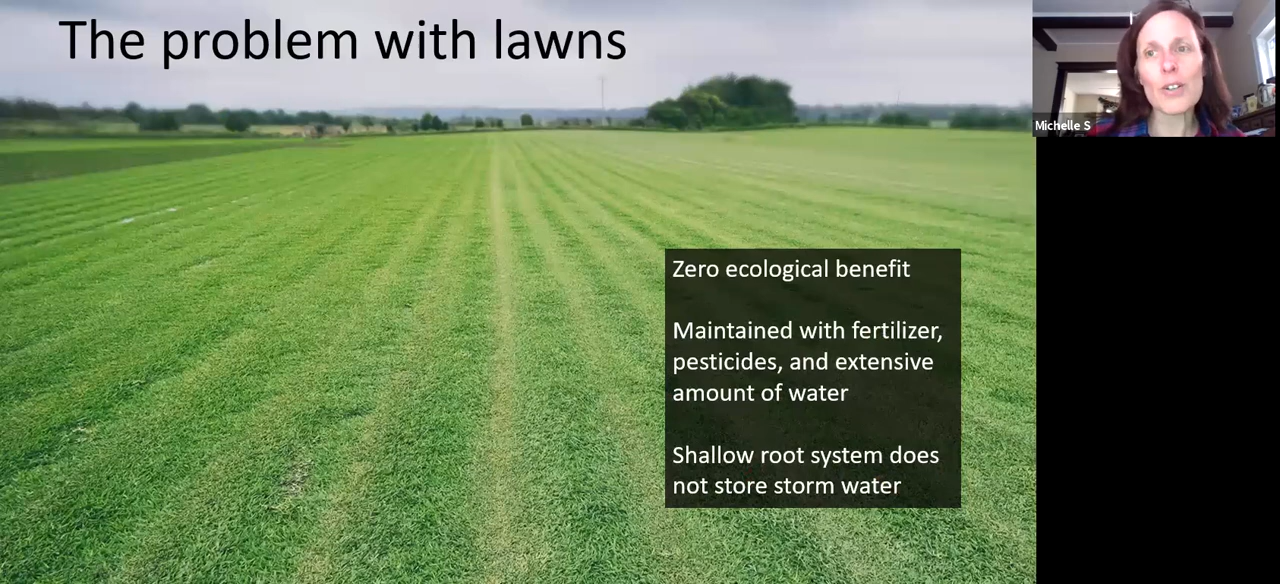 The problem with lawns
Michelle S
Zero ecological benefit
Maintained with fertilizer,
pesticides, and extensive
amount of water
Shallow root system does
not store storm water